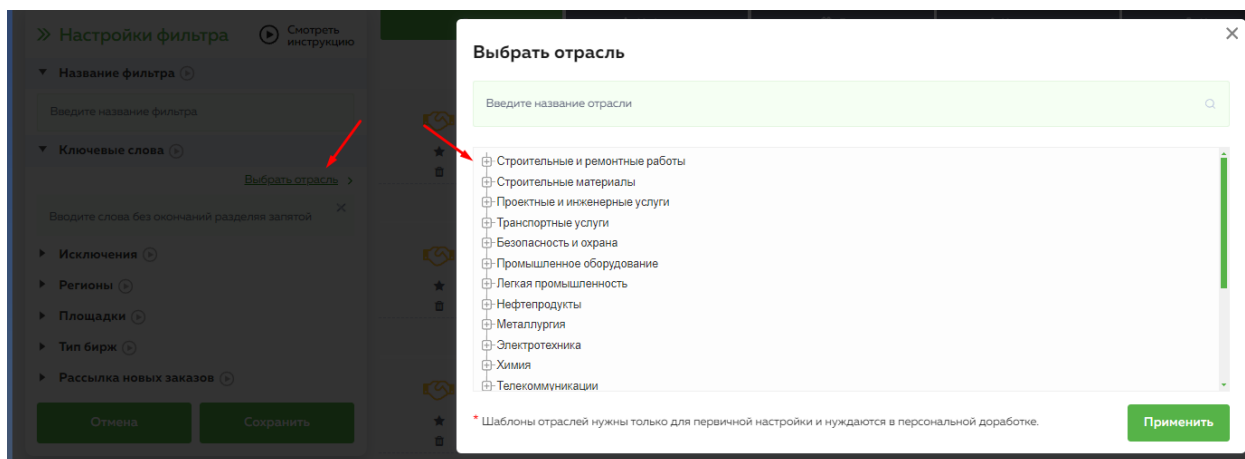 Настройки фильтра
Смотреть
инструкцию
Название фильтра
Введите название фильтра
Ключевые слова
Выбрать отрасль
Вводите слова без окончаний разделяя запятой
Исключения
Регионы
Площадки
Тип бирж
Рассылка новых заказов
Отмена
Сохранить
Выбрать отрасль
Введите название отрасли
Строительные и ремонтные работы
Строительные материалы
Проектные и инженерные услуги
Транспортные услуги
Безопасность и охрана
Промышленное оборудование
Легкая промышленность
Нефтепродукты
Металлургия
Электротехника
Химия
Телекоммуникации
* Шаблоны отраслей нужны только для первичной настройки и нуждаются в персональной доработке.
Применить